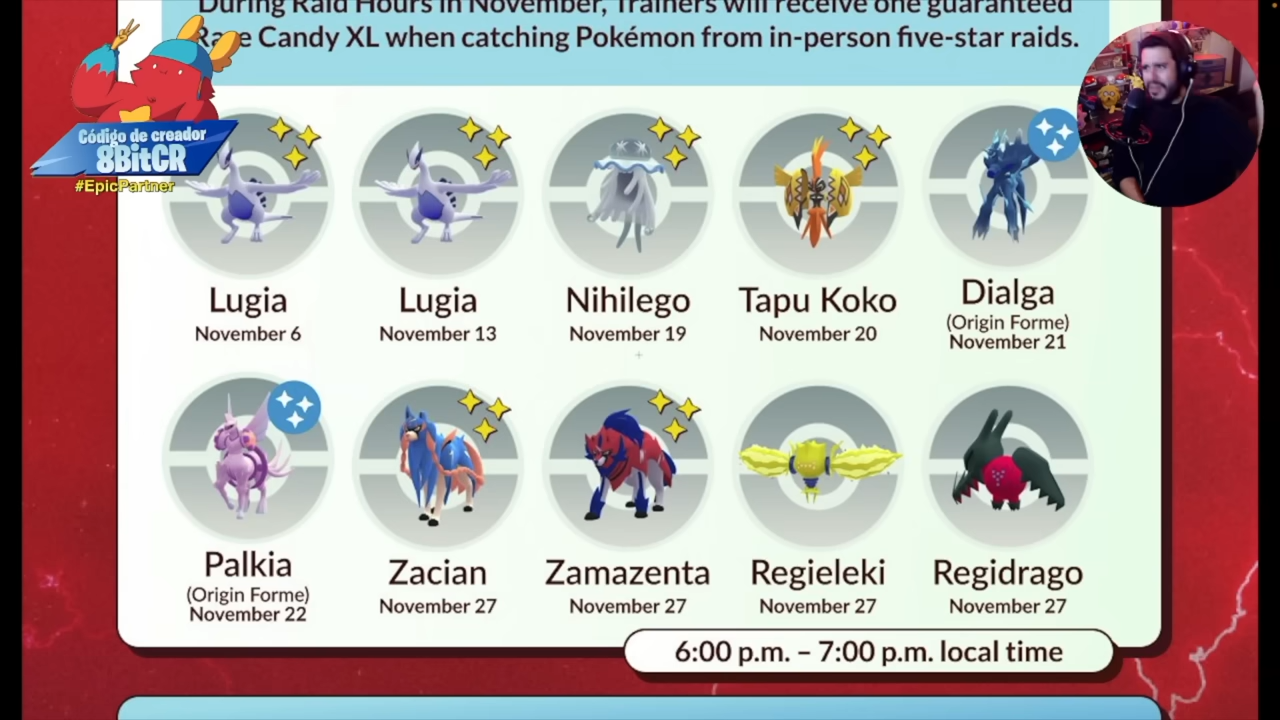 During Raid Hours in November, Trainers will receive one guaranteed
Rare Candy XL when catching Pokémon from in-person five-star raids.
Código de creador
8BitCR
#EpicPartner
Lugia
November 6
Lugia
November 13
Nihilego
November 19
Tapu Koko
November 20
Dialga
(Origin Forme)
November 21
Palkia
(Origin Forme)
November 22
Zacian
November 27
Zamazenta
November 27
Regieleki
November 27
Regidrago
November 27
6:00 p.m. – 7:00 p.m. local time